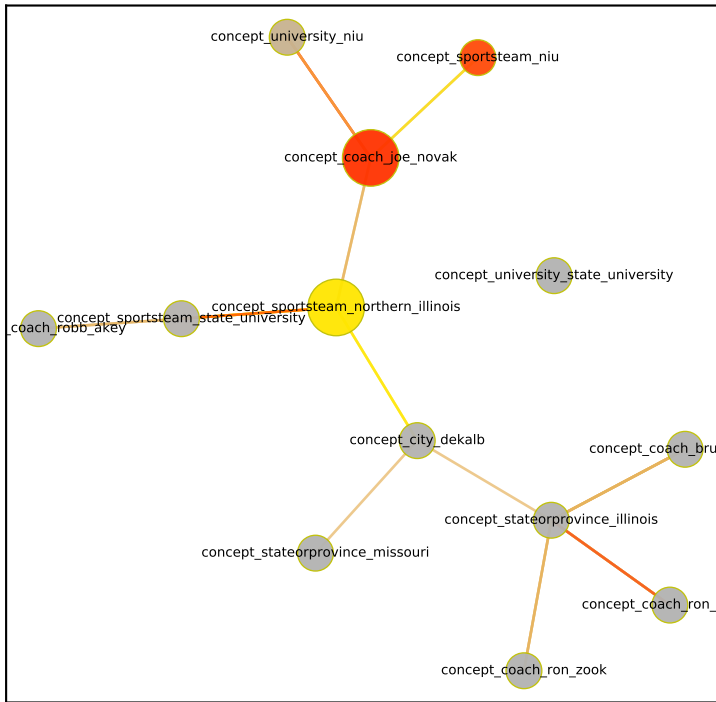 concept_university_niu
concept_sportsteam_niu
concept_coach_joe_novak
concept_university_state_university
concept_sportsteam_northern_illinois
concept_sportsteam_state_university
_coach_robb_akey
concept_city_dekalb
concept_coach_bru
concept_stateorprovince_illinois
concept_stateorprovince_missouri
concept_coach_ron_
concept_coach_ron_zook